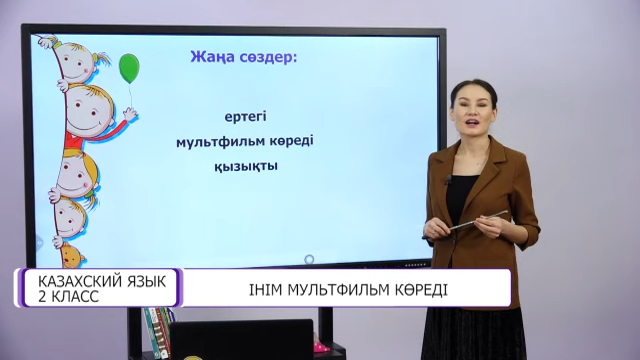 Жаңа сөздер:
ертегі
мультфильм көреді
қызықты
КАЗАХСКИЙ ЯЗЫК
2 КЛАСС
ІНІМ МУЛЬТФИЛЬМ КӨРЕДІ